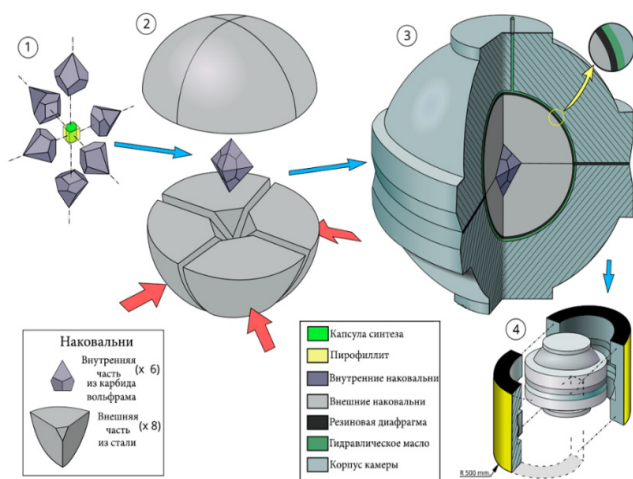 1
2
3
4
Наковальни
Внутренняя
часть (x 6)
из карбида
вольфрама
Внешняя
часть (x 8)
из стали
Капсула синтеза
Пирофиллит
Внутренние наковальни
Внешние наковальни
Резиновая диафрагма
Гидравлическое масло
Корпус камеры
R 500 mm.